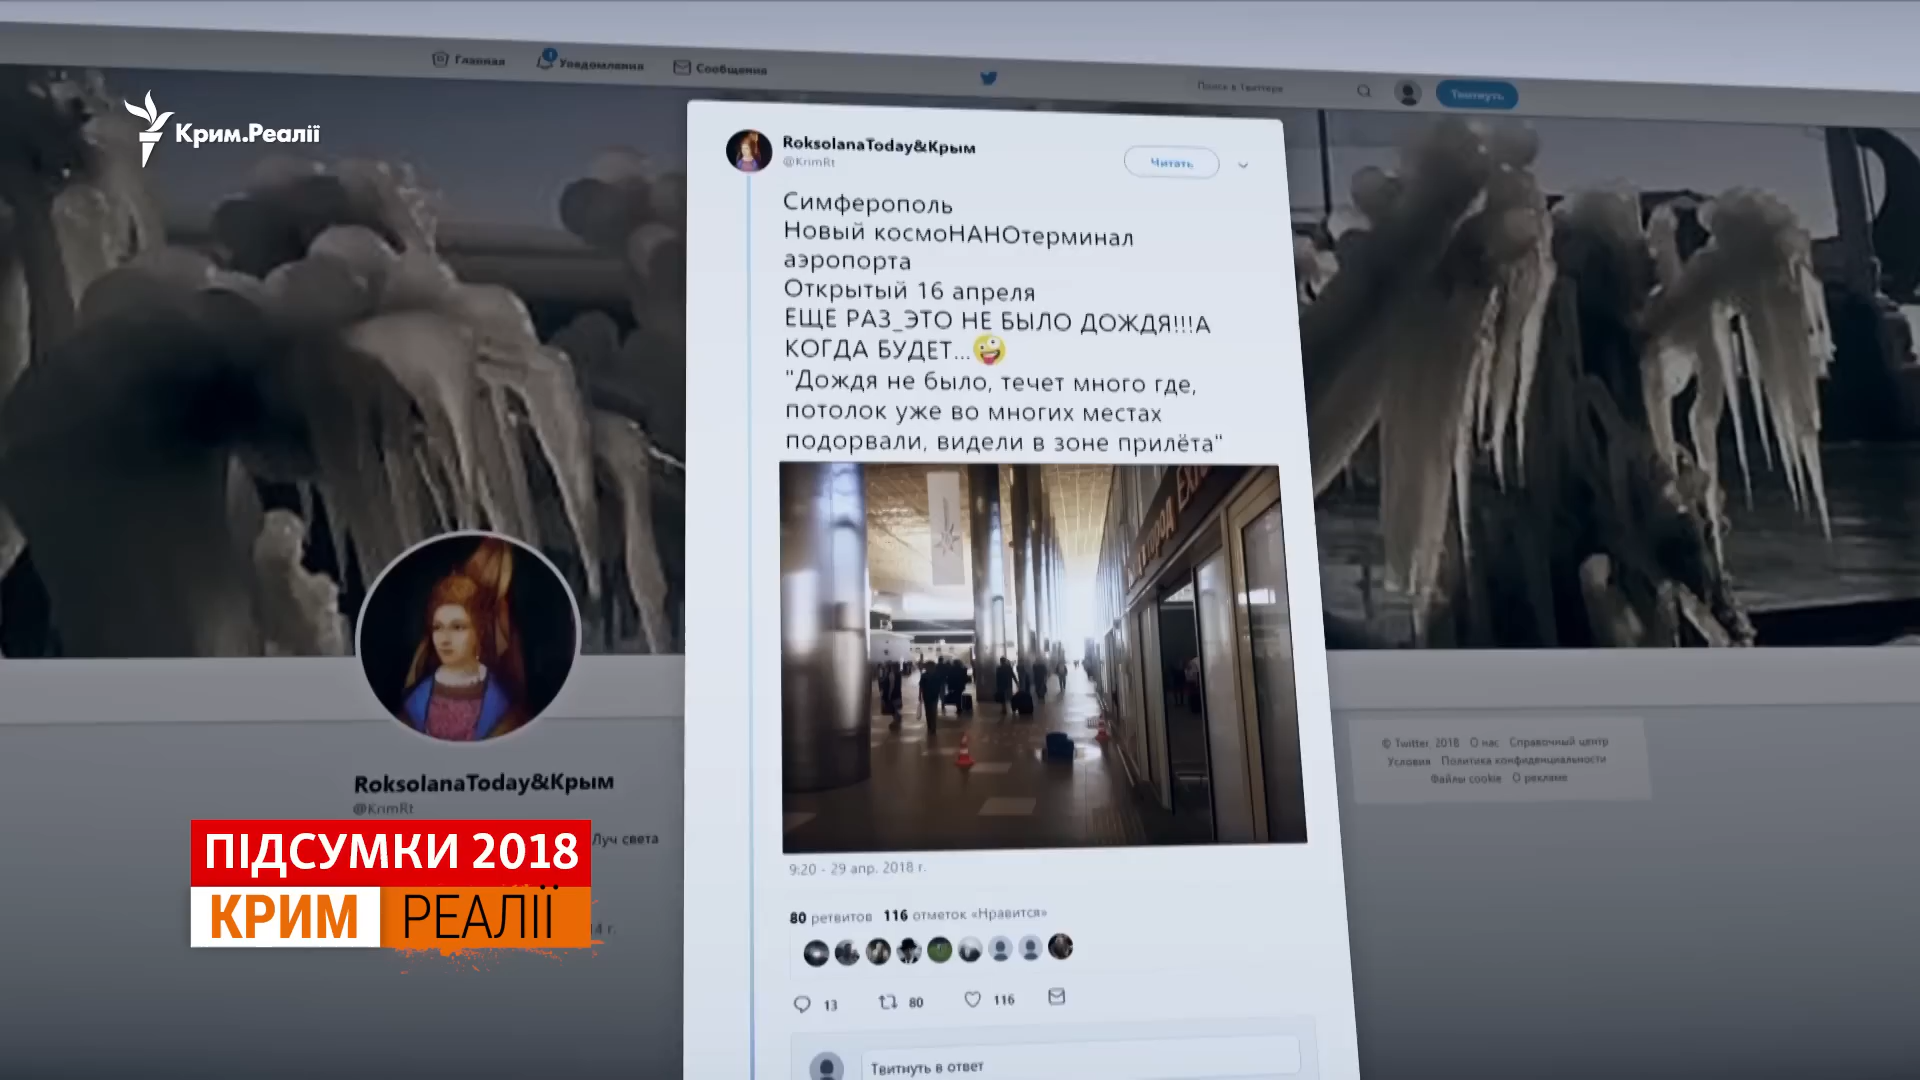 Главная
1
Уведомления
Сообщения
Поиск в Твиттере
Твитнуть
Крим.Реалії
RoksolanaToday&Крым
@KrimRt
Читать
Симферополь
Новый космоНАНОтерминал
аэропорта
Открытый 16 апреля
ЕЩЕ РАЗ_ЭТО НЕ БЫЛО ДОЖДЯ!!!А
КОГДА БУДЕТ...🤪
"Дождя не было, течет много где,
потолок уже во многих местах
подорвали, видели в зоне прилёта"
9:20 - 29 апр. 2018 г.
80 ретвитов 116 отметок «Нравится»
13 80 116
Твитнуть в ответ
RoksolanaToday&Крым
@KrimRt
Луч света
ПІДСУМКИ 2018
КРИМ РЕАЛІЇ
© Twitter, 2018 О нас Справочный центр
Условия Политика конфиденциальности
Файлы cookie О рекламе